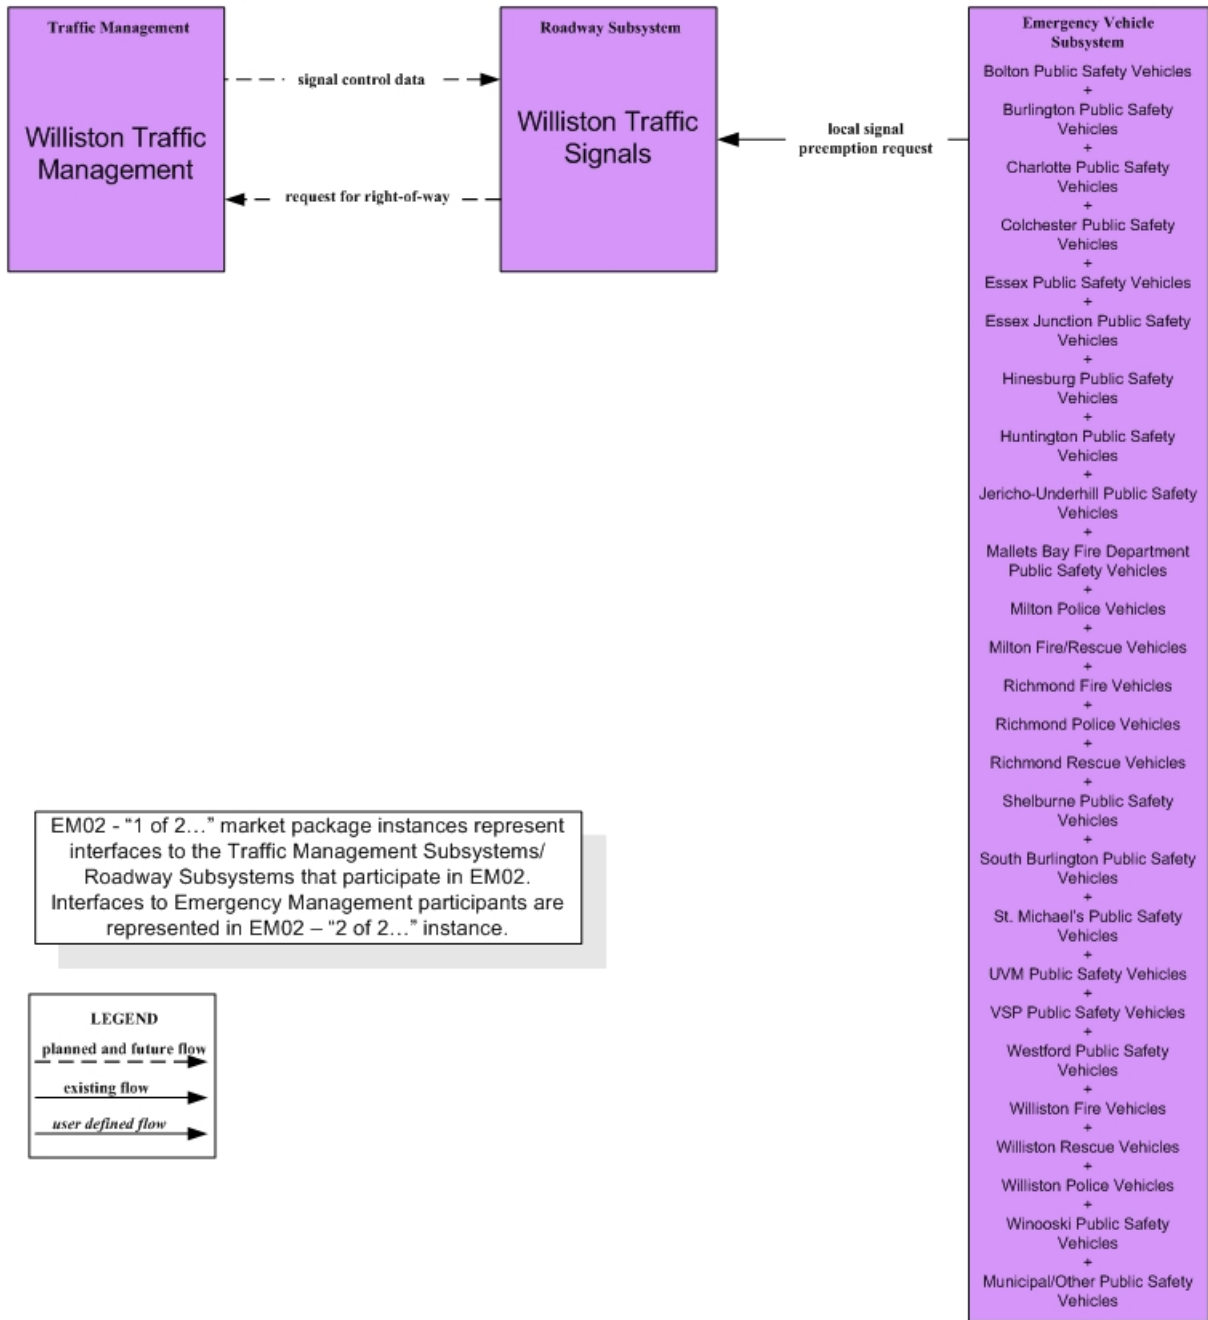 Traffic Management
Williston Traffic
Management
signal control data
request for right-of-way
Roadway Subsystem
Williston Traffic
Signals
local signal
preemption request
Emergency Vehicle
Subsystem
Bolton Public Safety Vehicles
+
Burlington Public Safety
Vehicles
+
Charlotte Public Safety
Vehicles
+
Colchester Public Safety
Vehicles
+
Essex Public Safety Vehicles
+
Essex Junction Public Safety
Vehicles
+
Hinesburg Public Safety
Vehicles
+
Huntington Public Safety
Vehicles
+
Jericho-Underhill Public Safety
Vehicles
+
Mallets Bay Fire Department
Public Safety Vehicles
+
Milton Police Vehicles
+
Milton Fire/Rescue Vehicles
+
Richmond Fire Vehicles
+
Richmond Police Vehicles
+
Richmond Rescue Vehicles
+
Shelburne Public Safety
Vehicles
+
South Burlington Public Safety
Vehicles
+
St. Michael's Public Safety
Vehicles
+
UVM Public Safety Vehicles
+
VSP Public Safety Vehicles
+
Westford Public Safety
Vehicles
+
Williston Fire Vehicles
+
Williston Rescue Vehicles
+
Williston Police Vehicles
+
Winooski Public Safety
Vehicles
+
Municipal/Other Public Safety
Vehicles
EM02 - “1 of 2…” market package instances represent
interfaces to the Traffic Management Subsystems/
Roadway Subsystems that participate in EM02.
Interfaces to Emergency Management participants are
represented in EM02 – “2 of 2…” instance.
LEGEND
planned and future flow
existing flow
user defined flow